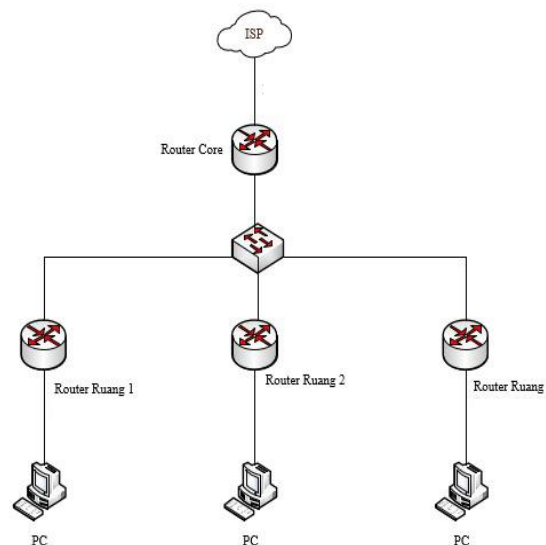 ISP
Router Core
Router Ruang 1
Router Ruang 2
Router Ruang
PC
PC
PC